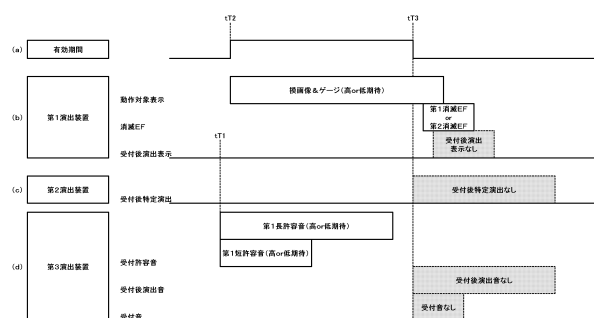 tT2
tT3
(a)
有効期間
(b)
第1演出装置
動作対象表示
操画像&ゲージ(高or低期待)
消滅EF
第1消滅EF
or
第2消滅EF
tT1
受付後演出表示
受付後演出
表示なし
(c)
第2演出装置
受付後特定演出
受付後特定演出なし
(d)
第3演出装置
第1長許容音(高or低期待)
受付許容音
第1短許容音(高or低期待)
受付後演出音
受付後演出音なし
受付音
受付音なし